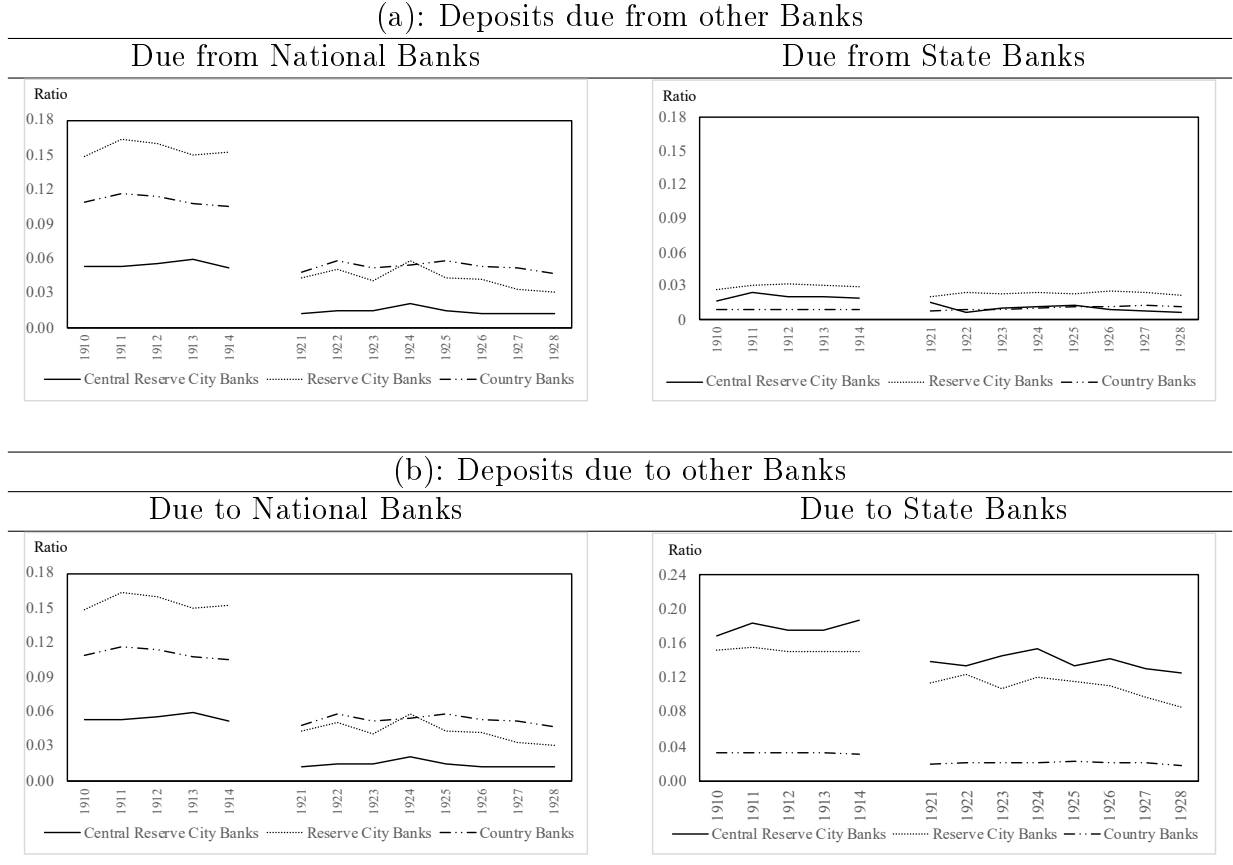 (a): Deposits due from other Banks
Due from National Banks
Ratio
0.18
0.15
0.12
0.09
0.06
0.03
0.00
1910 1911 1912 1913 1914 1921 1922 1923 1924 1925 1926 1927 1928
Central Reserve City Banks Reserve City Banks Country Banks
Due from State Banks
Ratio
0.18
0.15
0.12
0.09
0.06
0.03
0
1910 1911 1912 1913 1914 1921 1922 1923 1924 1925 1926 1927 1928
Central Reserve City Banks Reserve City Banks Country Banks
(b): Deposits due to other Banks
Due to National Banks
Ratio
0.18
0.15
0.12
0.09
0.06
0.03
0.00
1910 1911 1912 1913 1914 1921 1922 1923 1924 1925 1926 1927 1928
Central Reserve City Banks Reserve City Banks Country Banks
Due to State Banks
Ratio
0.24
0.20
0.16
0.12
0.08
0.04
0.00
1910 1911 1912 1913 1914 1921 1922 1923 1924 1925 1926 1927 1928
Central Reserve City Banks Reserve City Banks Country Banks